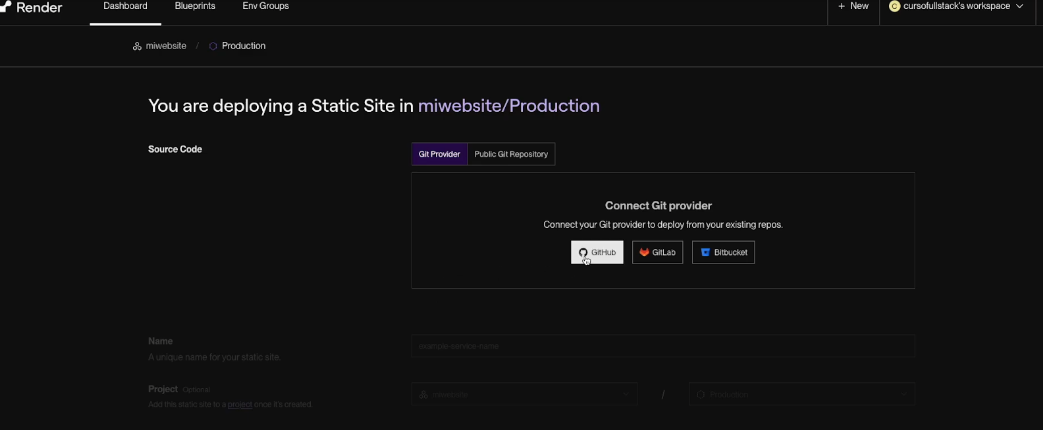 Render Dashboard Blueprints Env Groups + New C cursofullstack's workspace
miwebsite / Production
You are deploying a Static Site in miwebsite/Production
Source Code
Git Provider Public Git Repository
Connect Git provider
Connect your Git provider to deploy from your existing repos.
GitHub GitLab Bitbucket
Name
A unique name for your static site.
example-service-name
Project Optional
Add this static site to a project once it's created.
miwebsite / Production